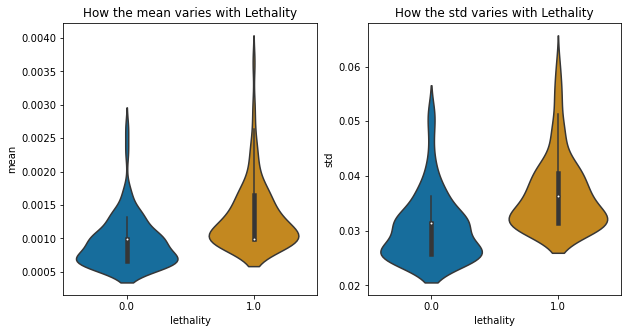 How the mean varies with Lethality
0.0040
0.0035
0.0030
0.0025
0.0020
0.0015
0.0010
0.0005
mean
0.0 1.0
lethality
How the std varies with Lethality
0.06
0.05
0.04
0.03
0.02
std
0.0 1.0
lethality